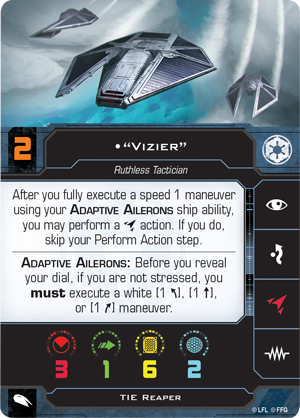 2
•“Vizier”
Ruthless Tactician
After you fully execute a speed 1 maneuver
using your Adaptive Ailerons ship ability,
you may perform a action. If you do,
skip your Perform Action step.
Adaptive Ailerons: Before you
reveal your dial, if you are not stressed, you
must execute a white [1 ↖], [1 ↑],
or [1 ↗] maneuver.
3 1 6 2
TIE Reaper
©LFL ©FFG